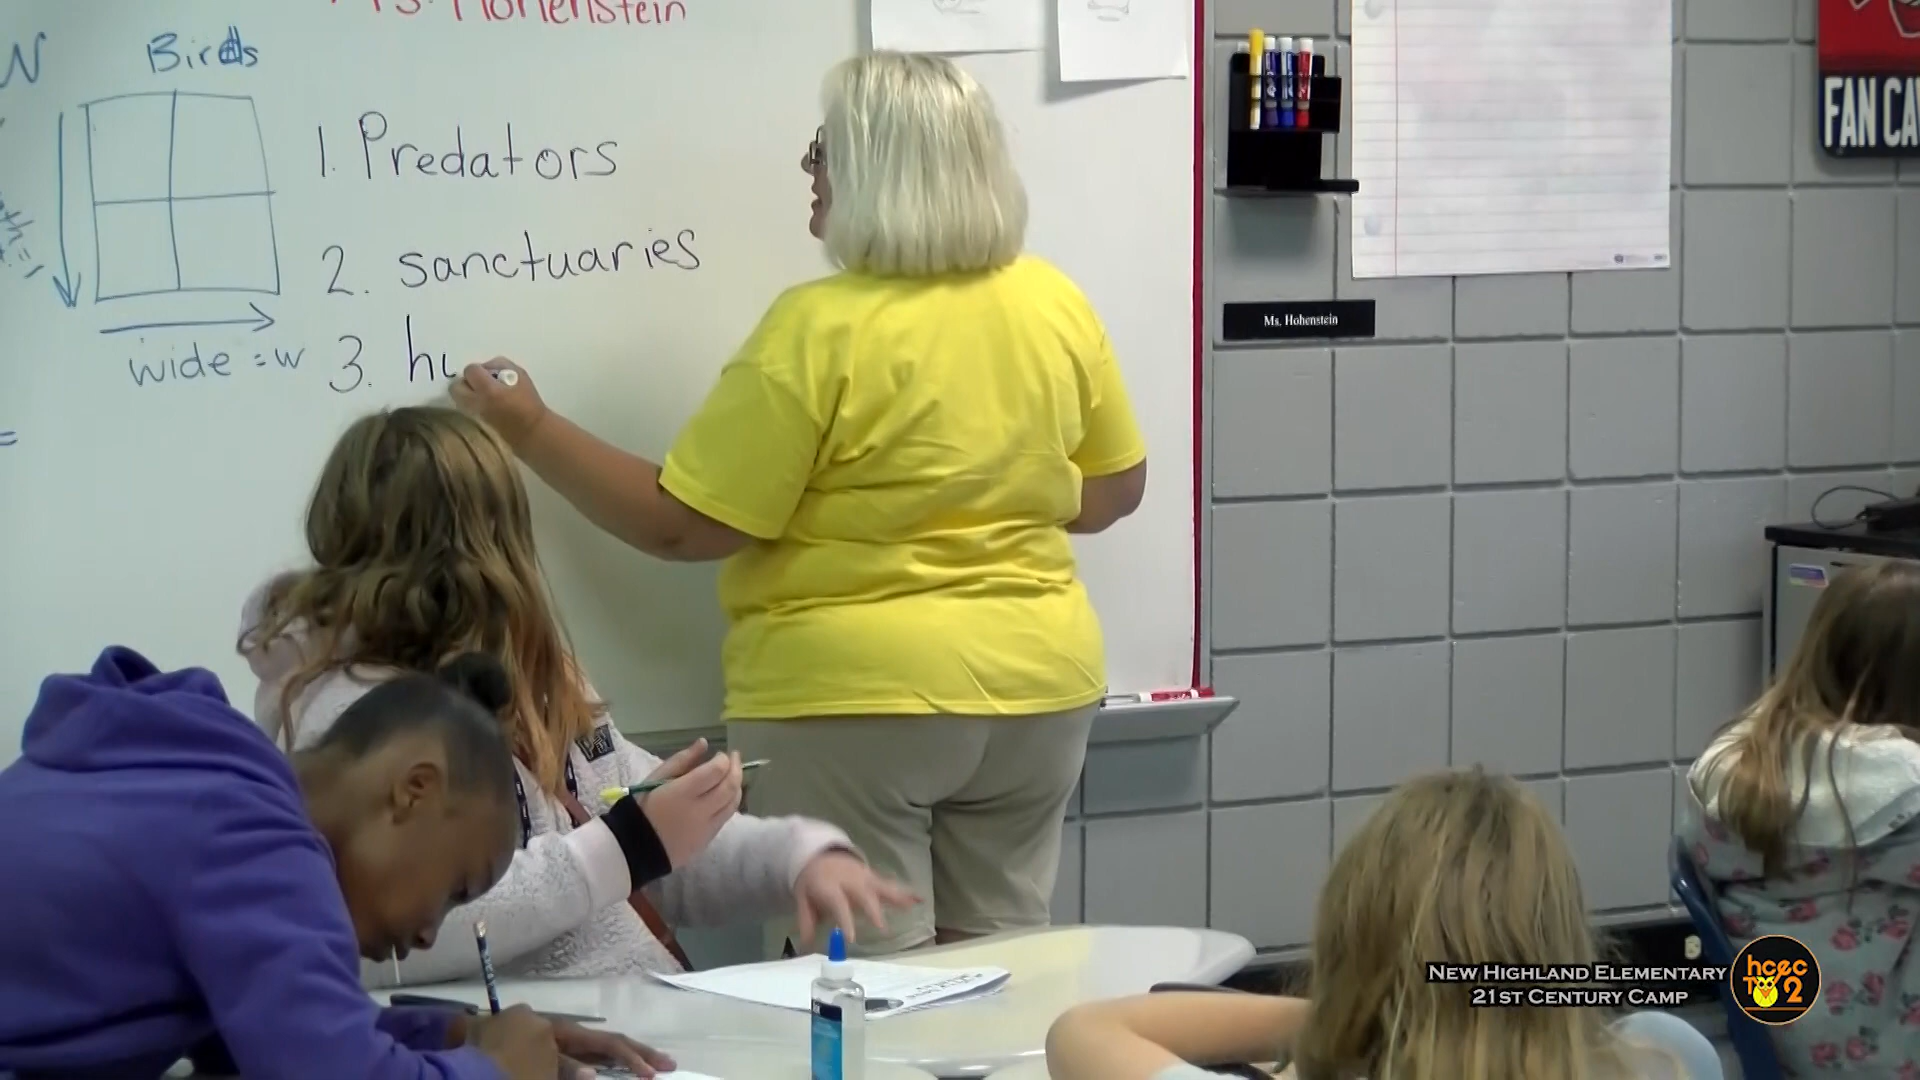 Ms. Hohenstein
N
Birds
1. Predators
2. sanctuaries
3. hu
wide = w
=
FAN CA
Ms. Hohenstein
New Highland Elementary
21st Century Camp
hcec
TV 2